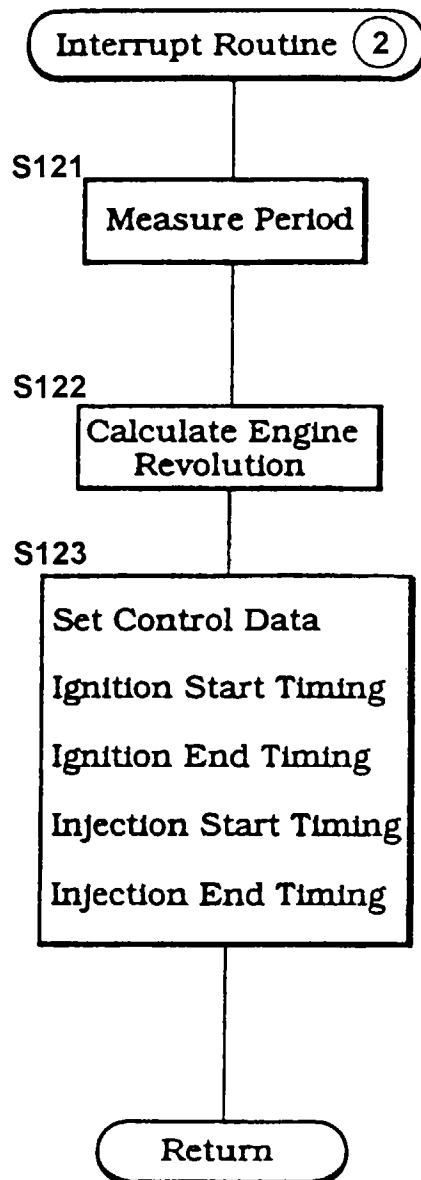 Interrupt Routine 2
S121
Measure Period
S122
Calculate Engine
Revolution
S123
Set Control Data
Ignition Start Timing
Ignition End Timing
Injection Start Timing
Injection End Timing
Return